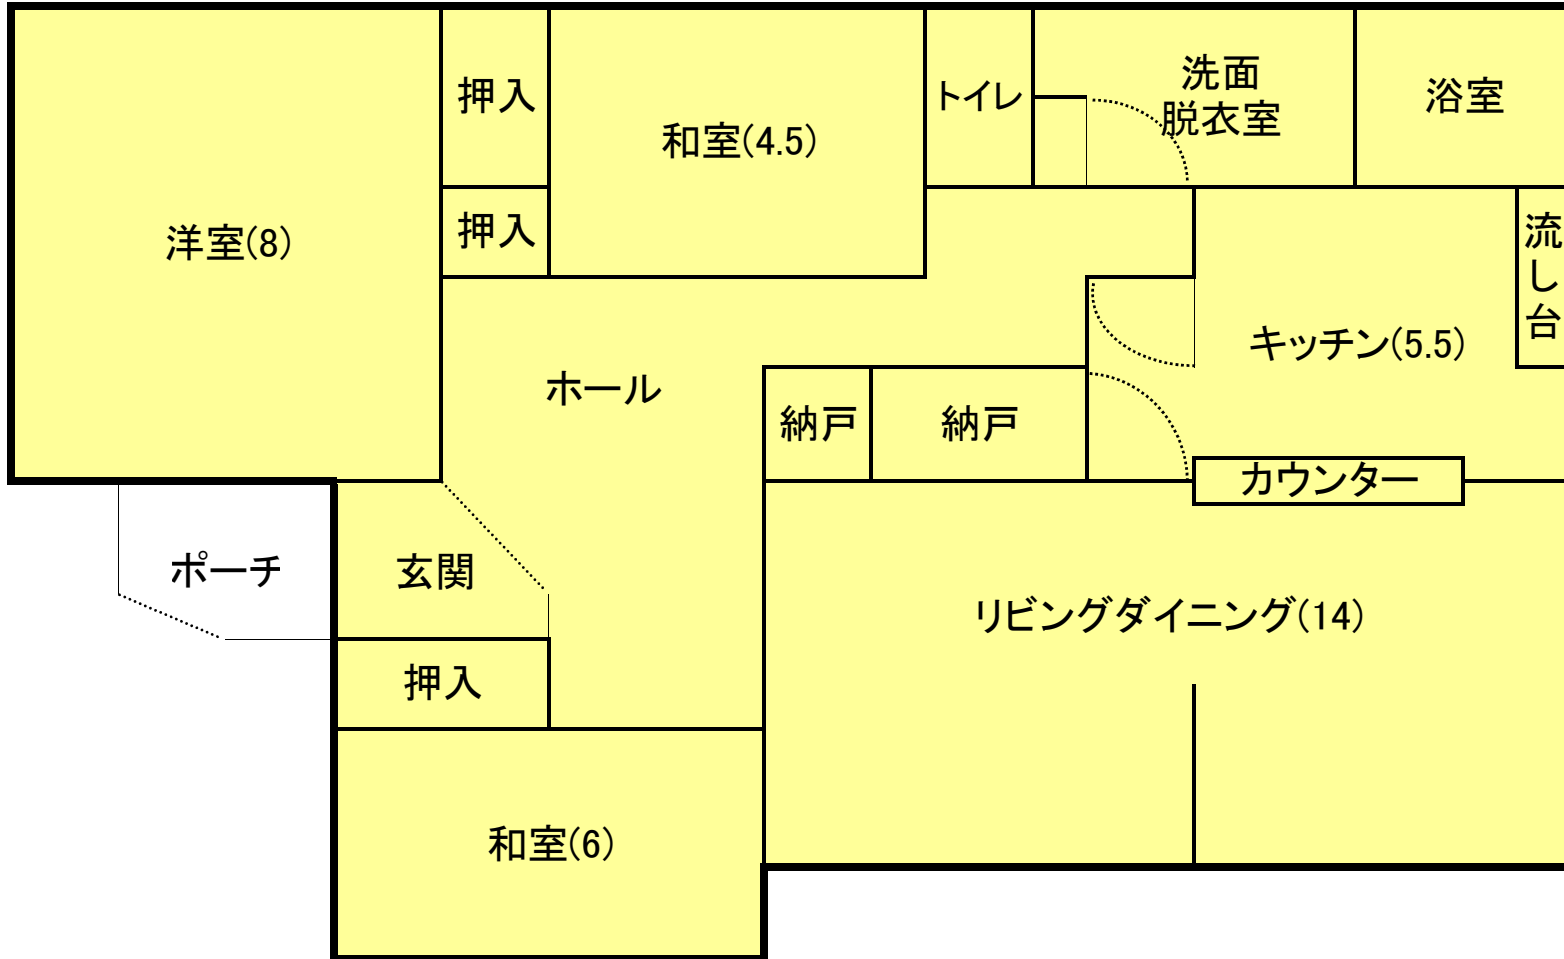 押入
和室(4.5)
トイレ
洗面
脱衣室
浴室
洋室(8)
押入
流し台
キッチン(5.5)
ホール
納戸
納戸
カウンター
ポーチ
玄関
リビングダイニング(14)
押入
和室(6)